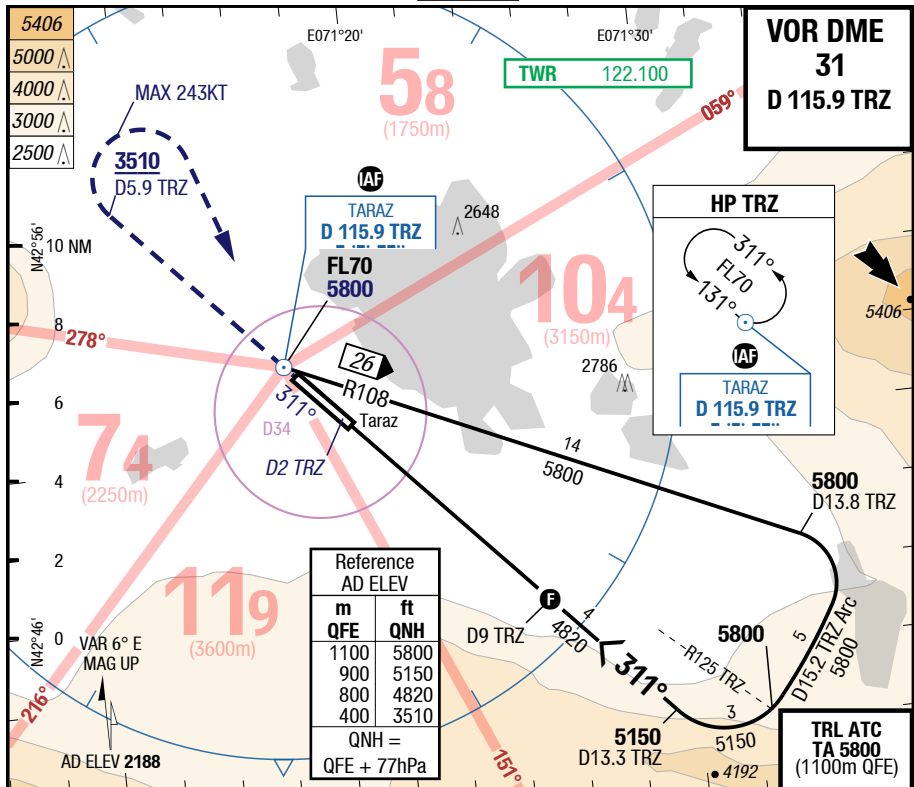 5406
5000
4000
3000
2500
E071°20'
E071°30'
VOR DME
31
D 115.9 TRZ
TWR 122.100
58
(1750m)
059°
MAX 243KT
3510
D5.9 TRZ
IAF
TARAZ
D 115.9 TRZ
FL70
5800
2648
HP TRZ
311°
FL70
131°
IAF
TARAZ
D 115.9 TRZ
5406
N42°56'
10 NM
8
6
4
2
0
N42°46'
104
(3150m)
278°
2786
26
R108
311°
Taraz
D34
D2 TRZ
74
(2250m)
14
5800
5800
D13.8 TRZ
Reference
AD ELEV
m ft
QFE QNH
1100 5800
900 5150
800 4820
400 3510
QNH =
QFE + 77hPa
119
(3600m)
F
D9 TRZ
4
4820
311°
5800
R125 TRZ
5
D15.2 TRZ Arc
5800
3
5150
5150
D13.3 TRZ
4192
VAR 6° E
MAG UP
216°
151°
AD ELEV 2188
TRL ATC
TA 5800
(1100m QFE)